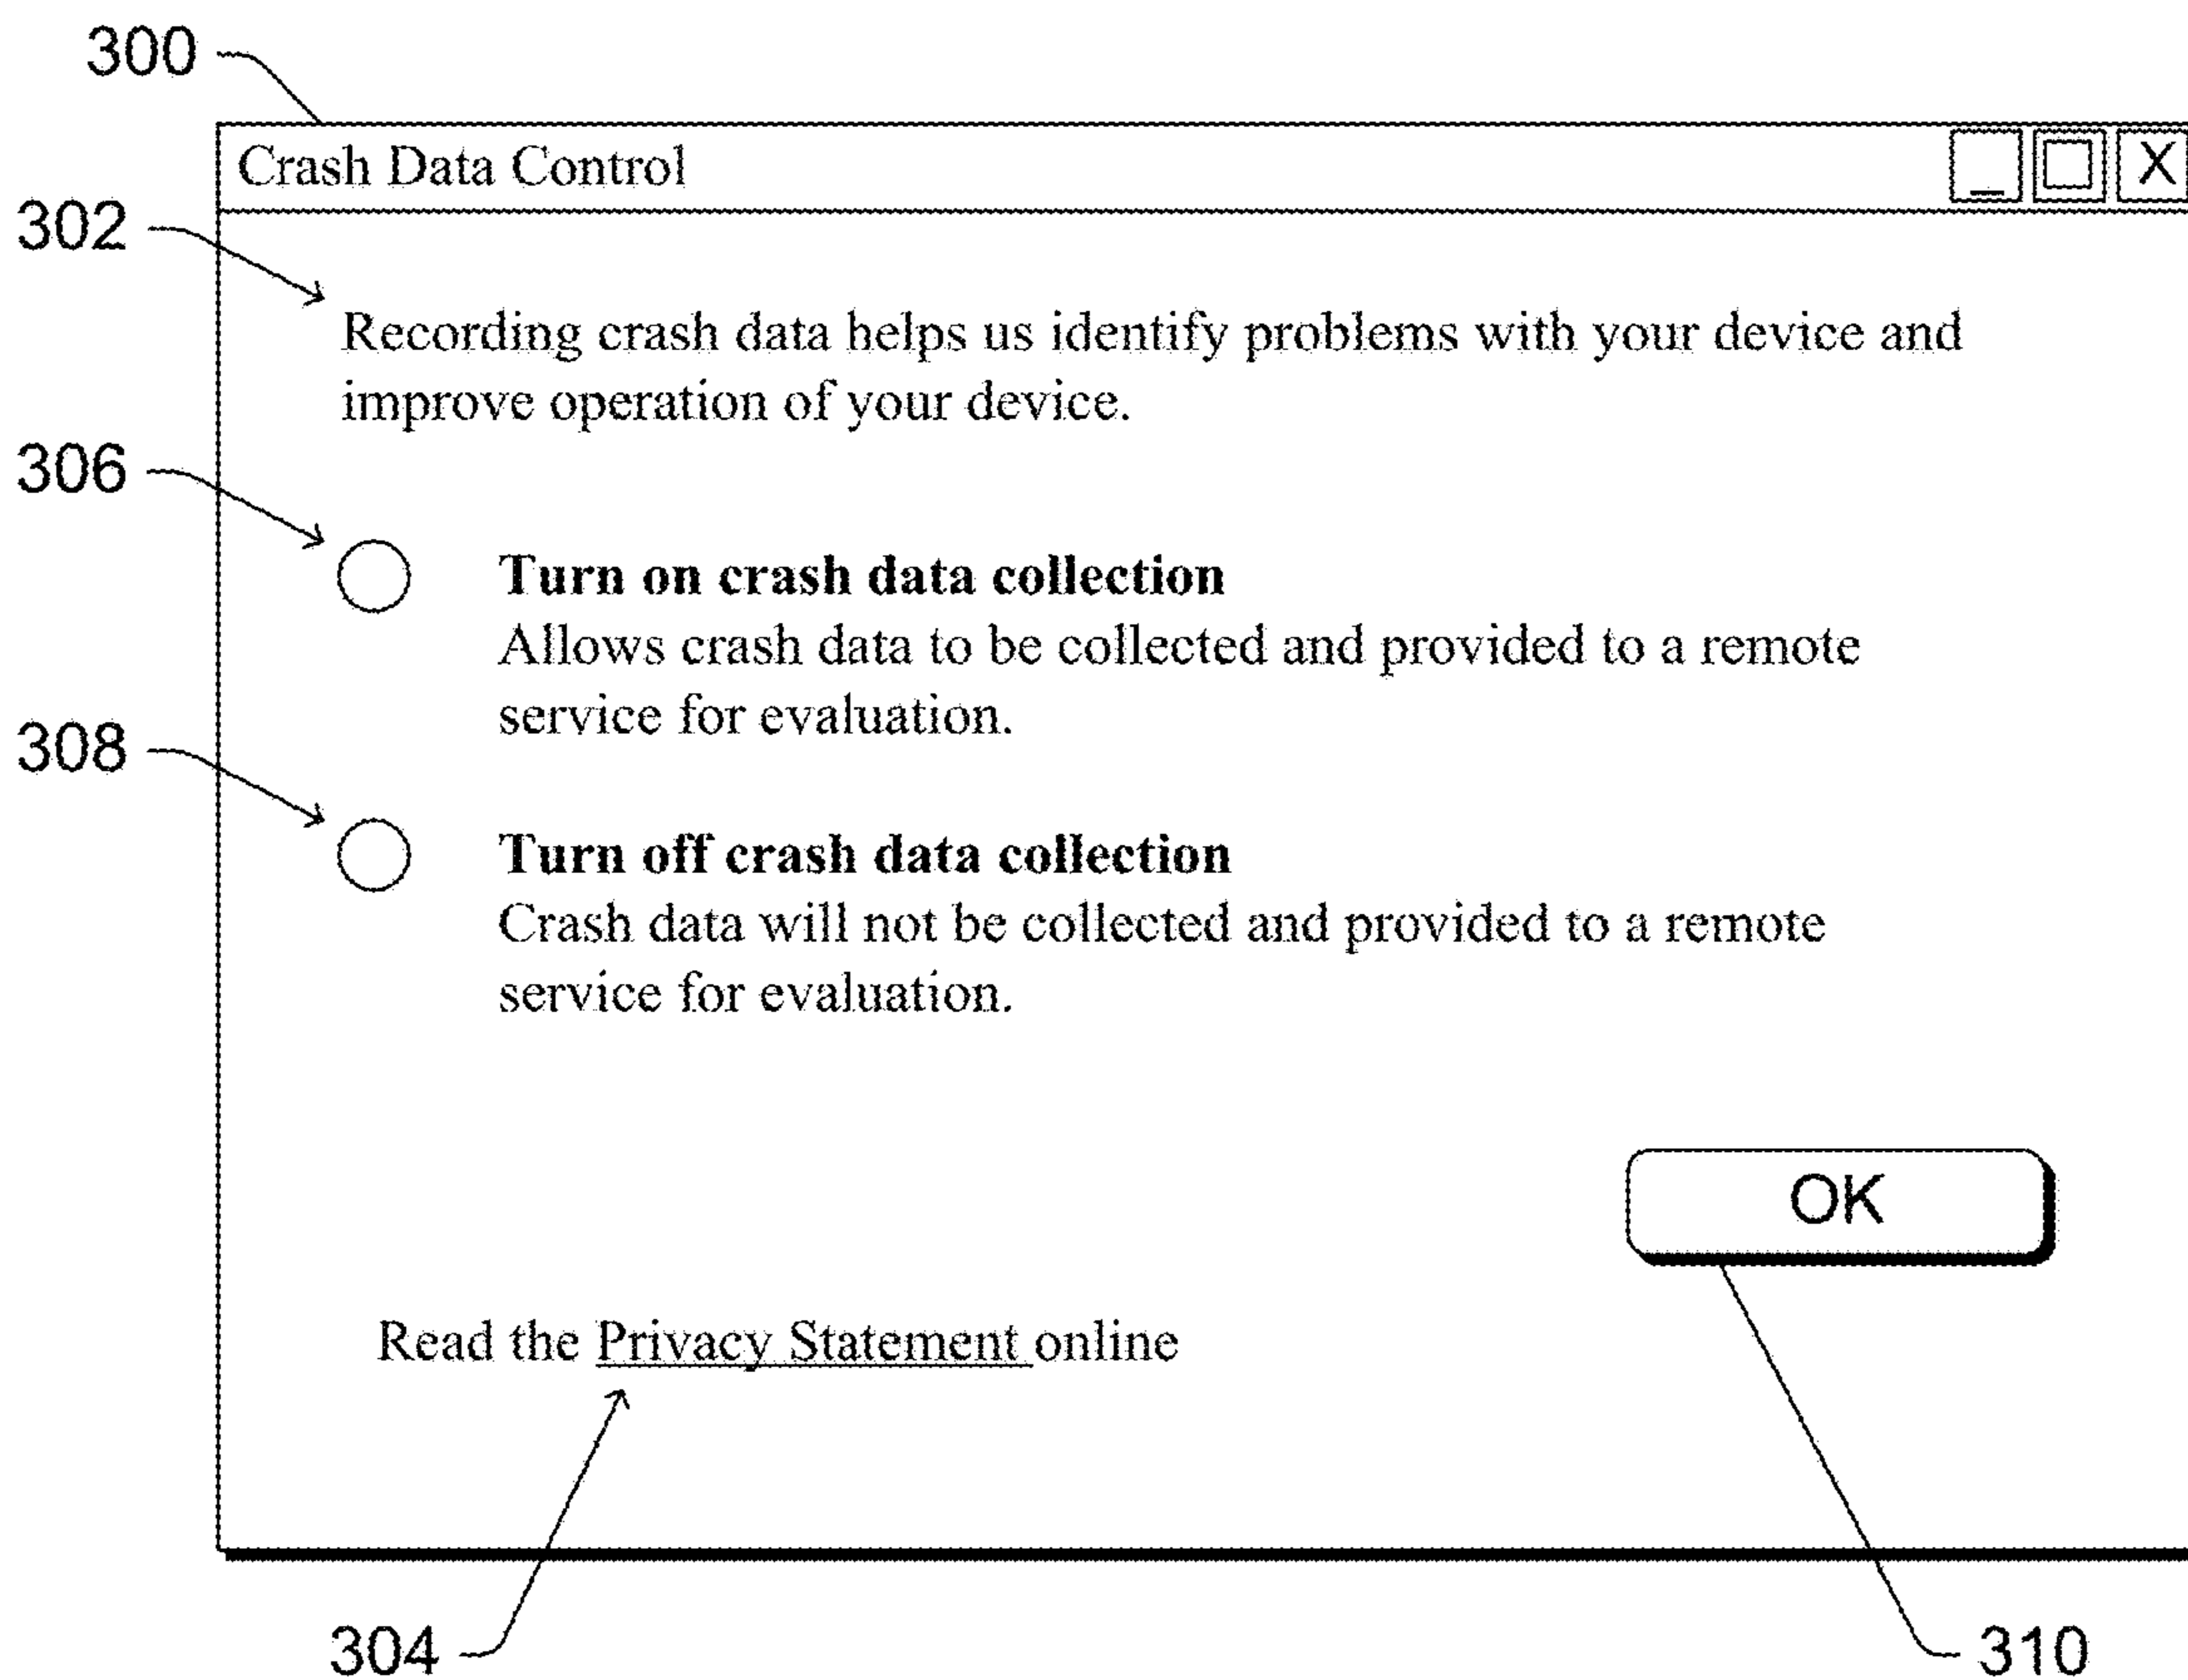 300
Crash Data Control
_ X
302
Recording crash data helps us identify problems with your device and
improve operation of your device.
306
Turn on crash data collection
Allows crash data to be collected and provided to a remote
service for evaluation.
308
Turn off crash data collection
Crash data will not be collected and provided to a remote
service for evaluation.
OK
Read the Privacy Statement online
304
310